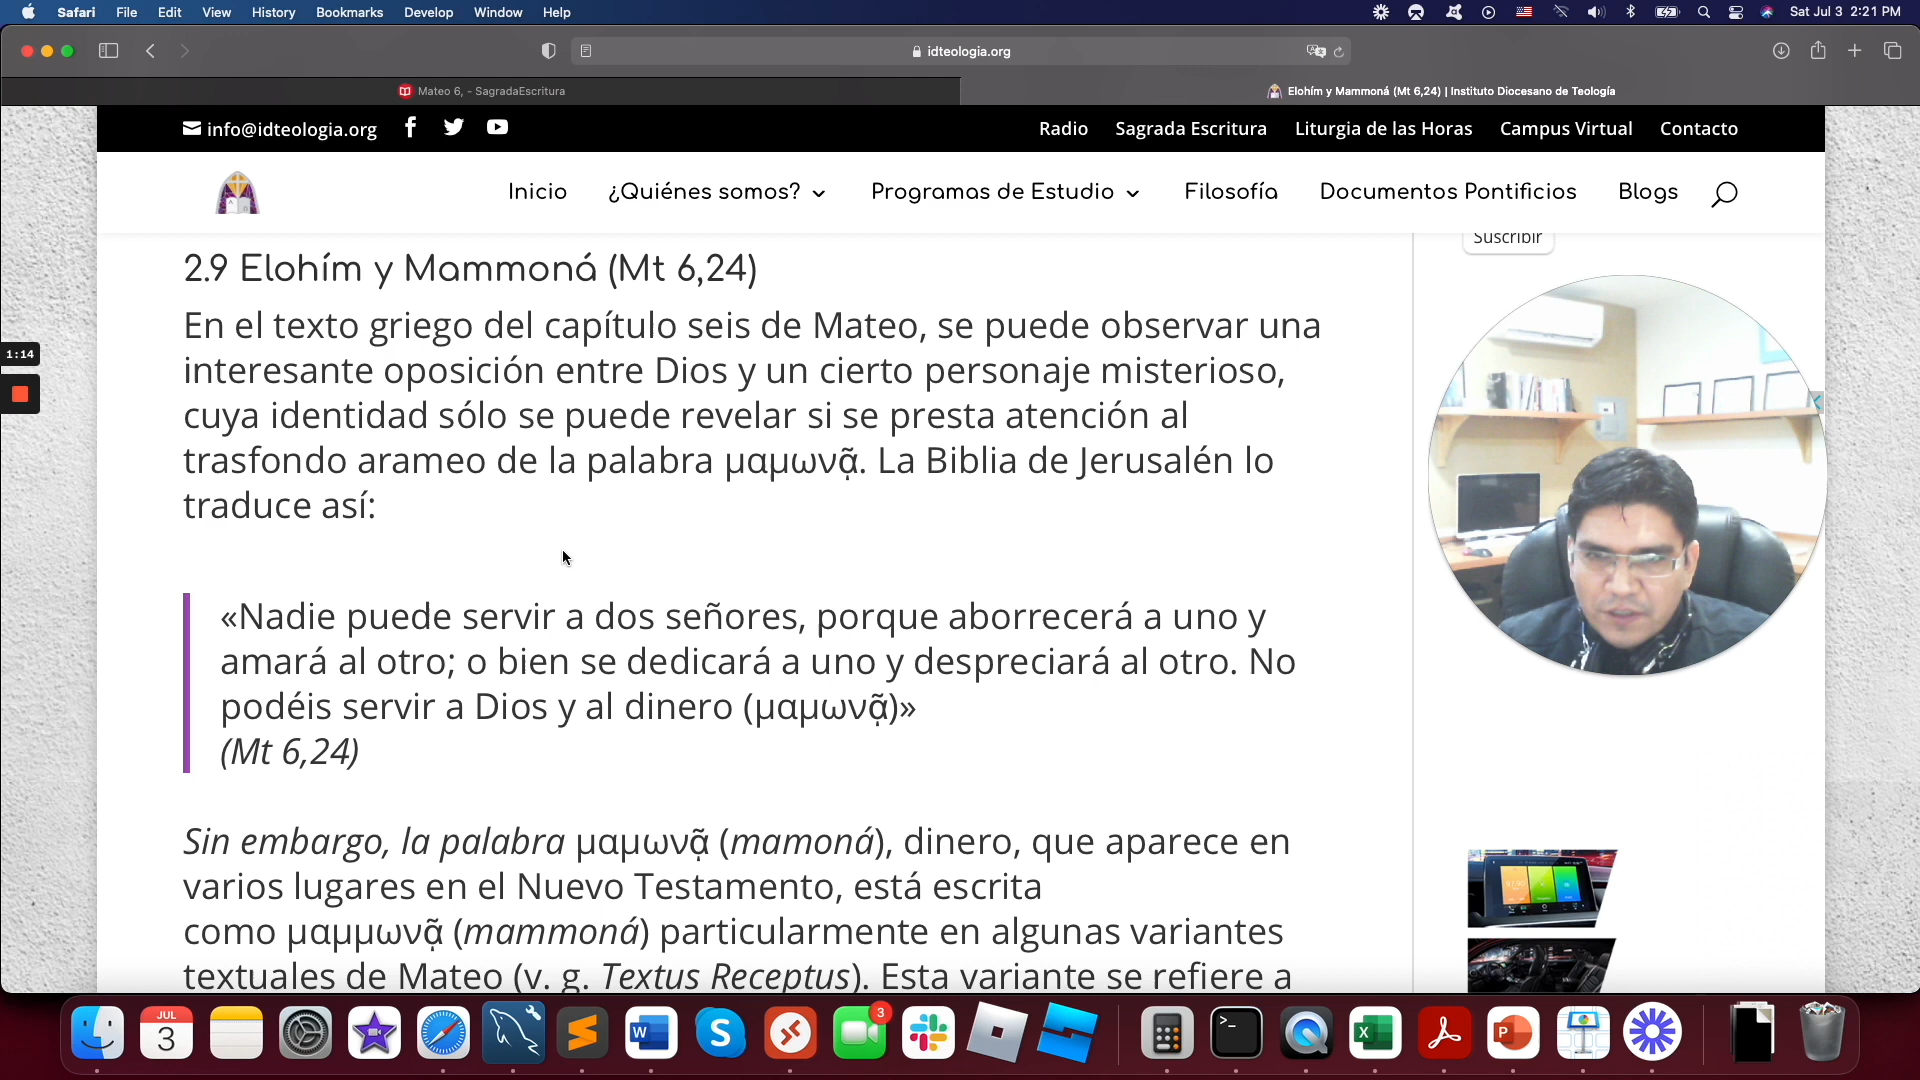 Safari File Edit View History Bookmarks Develop Window Help Sat Jul 3 2:21 PM
idteologia.org
Mateo 6, - SagradaEscritura
Elohím y Mammoná (Mt 6,24) | Instituto Diocesano de Teología
info@idteologia.org Radio Sagrada Escritura Liturgia de las Horas Campus Virtual Contacto
Inicio ¿Quiénes somos? Programas de Estudio Filosofía Documentos Pontificios Blogs
Suscribir
2.9 Elohím y Mammoná (Mt 6,24)
En el texto griego del capítulo seis de Mateo, se puede observar una
interesante oposición entre Dios y un cierto personaje misterioso,
cuya identidad sólo se puede revelar si se presta atención al
trasfondo arameo de la palabra μαμωνᾷ. La Biblia de Jerusalén lo
traduce así:
1:14
«Nadie puede servir a dos señores, porque aborrecerá a uno y
amará al otro; o bien se dedicará a uno y despreciará al otro. No
podéis servir a Dios y al dinero (μαμωνᾷ)»
(Mt 6,24)
Sin embargo, la palabra μαμωνᾷ (mamoná), dinero, que aparece en
varios lugares en el Nuevo Testamento, está escrita
como μαμμωνᾷ (mammoná) particularmente en algunas variantes
textuales de Mateo (v. g. Textus Receptus). Esta variante se refiere a
JUL
3
3